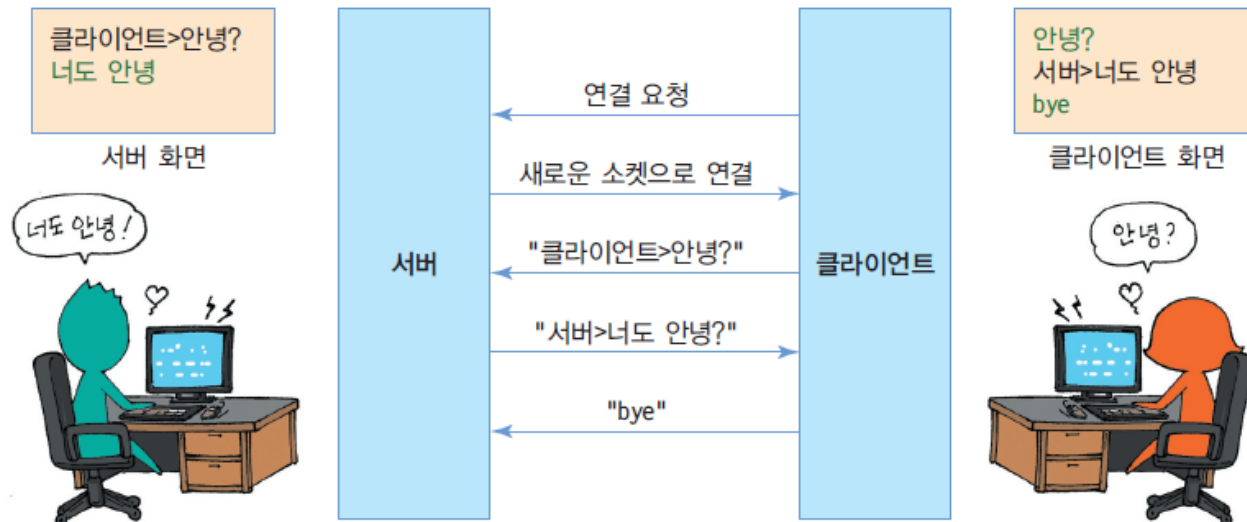 클라이언트>안녕?
너도 안녕
서버 화면
너도 안녕!
서버
연결 요청
새로운 소켓으로 연결
"클라이언트>안녕?"
"서버>너도 안녕?"
"bye"
클라이언트
안녕?
서버>너도 안녕
bye
클라이언트 화면
안녕?